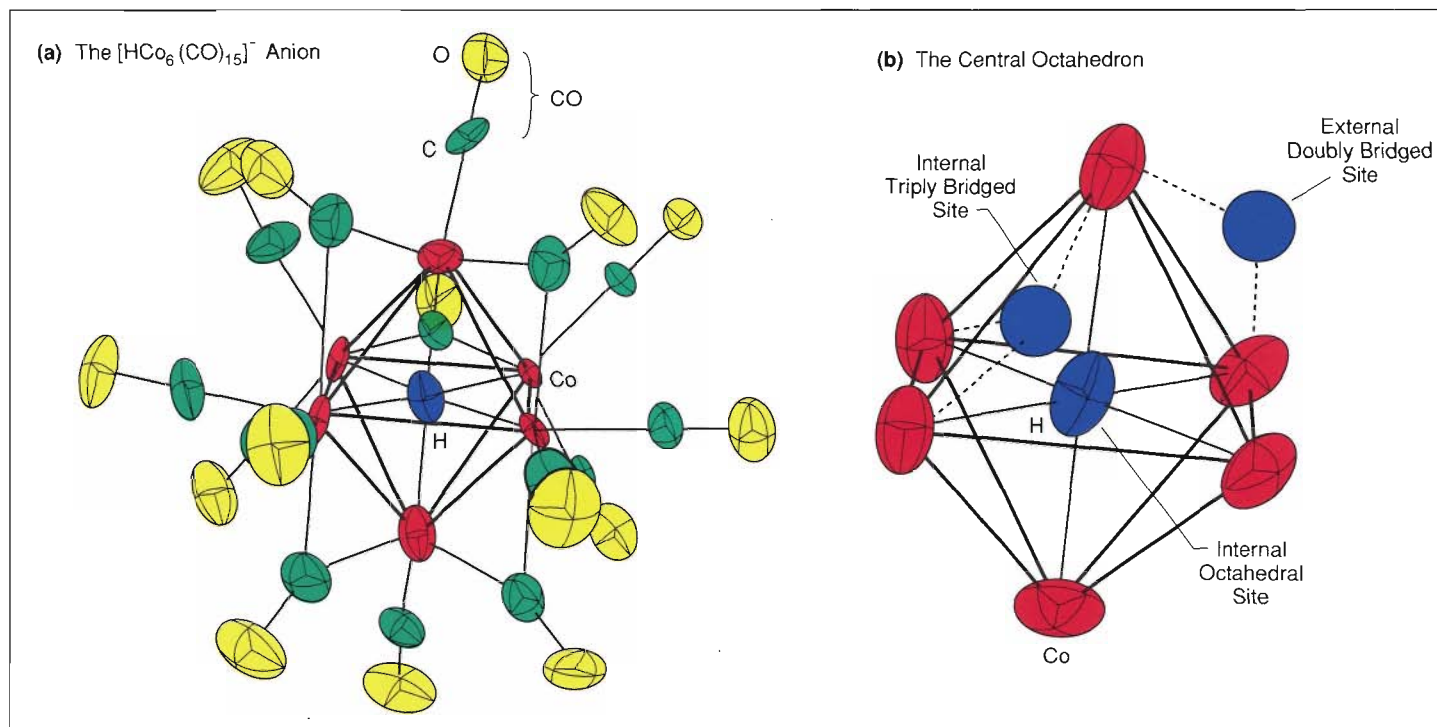 (a) The [HCo₆(CO)₁₅]⁻ Anion
O
CO
C
Co
H
(b) The Central Octahedron
External
Doubly Bridged
Site
Internal
Triply Bridged
Site
H
Internal
Octahedral
Site
Co